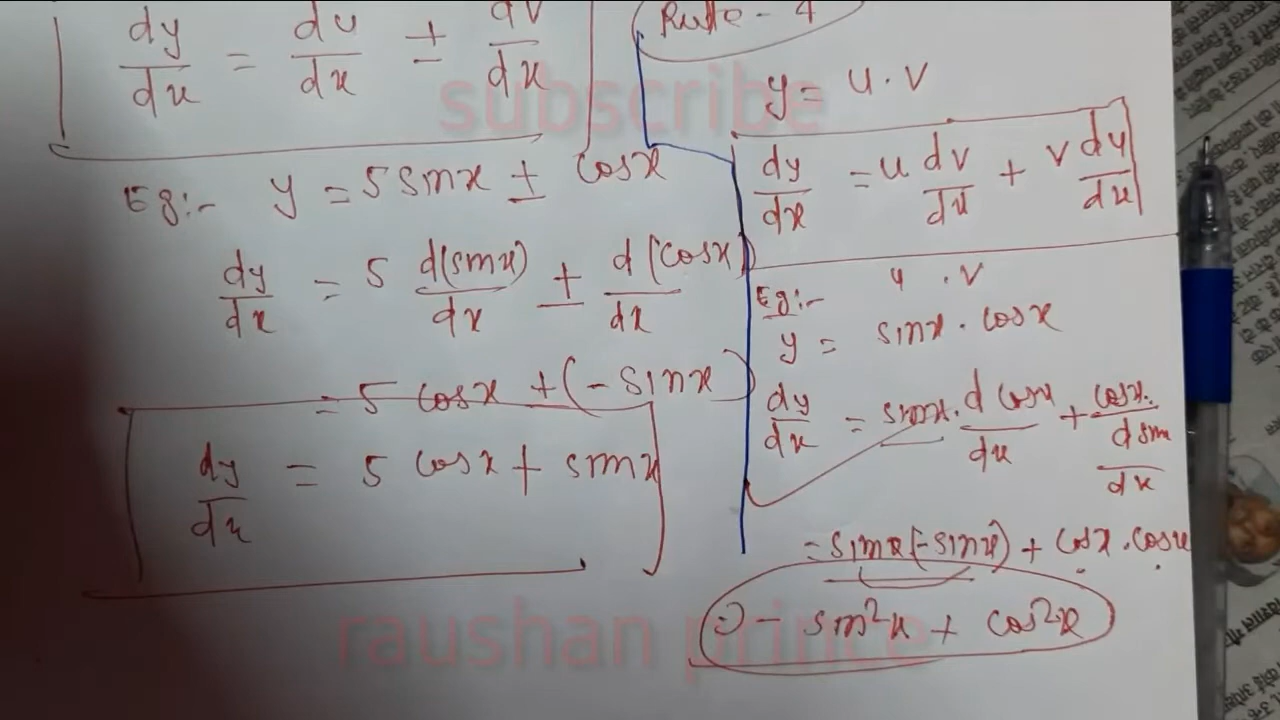 dy/dx = du/dx ± dv/dx
Eg:- y = 5 sinx ± cosx
dy/dx = 5 d(sinx)/dx ± d(cosx)/dx
= 5 cosx + (- sinx)
dy/dx = 5 cosx + sinx
Rule - 4
y = u . v
dy/dx = u dv/dx + v du/dx
u . v
Eg:-
y = sinx . cosx
dy/dx = sinx . d cosx/dx + cosx . d sinx/dx
= sinx(-sinx) + cosx . cosx
=) - sin²x + cos²x
subscribe
raushan prince